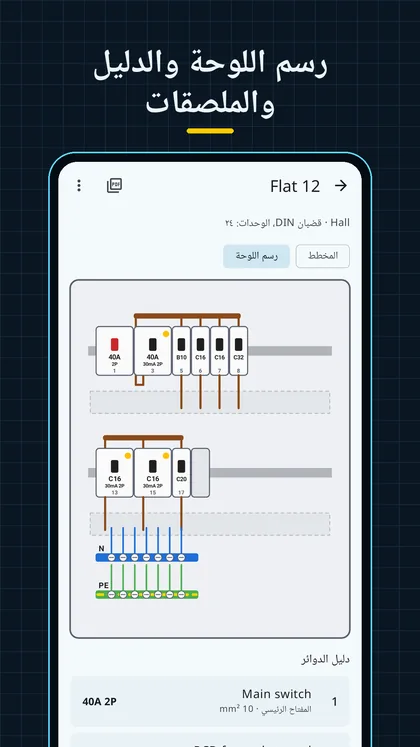 رسم اللوحة والدليل
والملصقات
Flat 12
PDF
Hall · قضبان DIN, الوحدات: ٢٤
المخطط
رسم اللوحة
40A 2P 1
40A 30mA 2P 3
B10 5
C16 6
C16 7
C32 8
C16 30mA 2P 13
C16 30mA 2P 15
C20 17
N
PE
دليل الدوائر
1 Main switch 40A 2P
المفتاح الرئيسي · 10 mm²